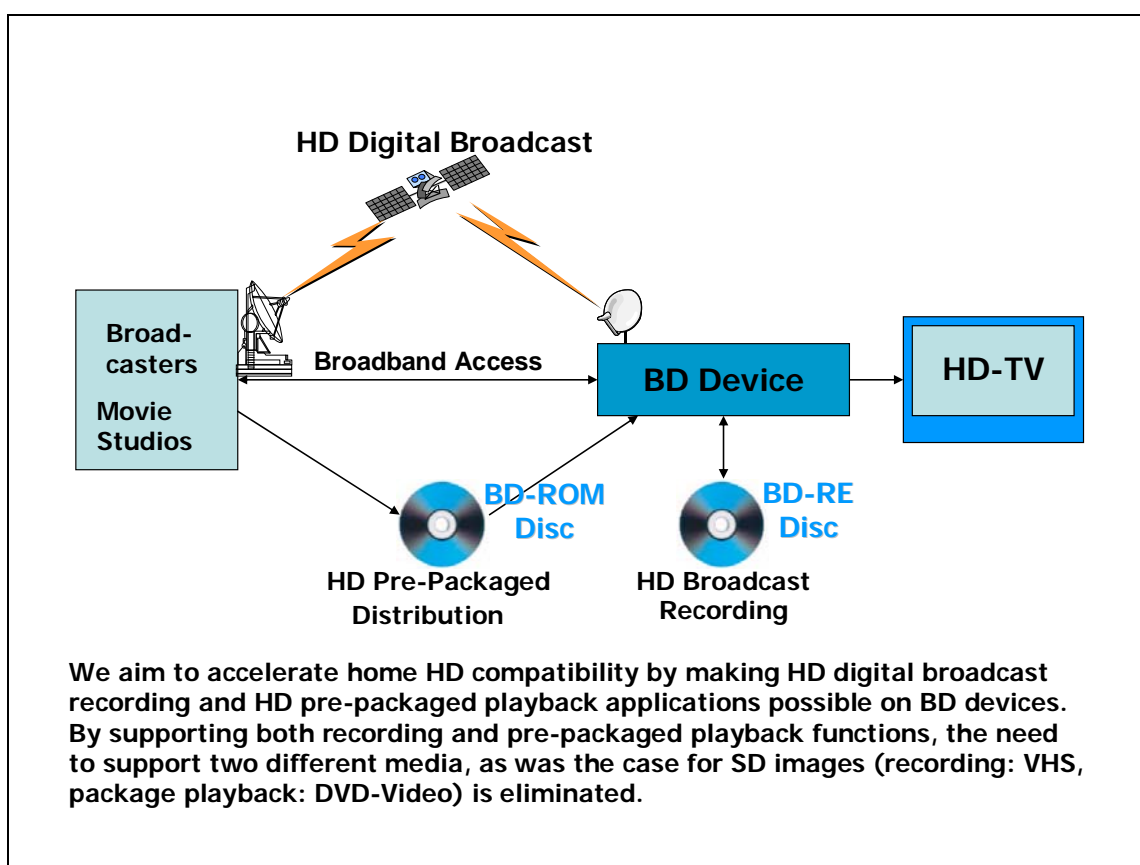 HD Digital Broadcast
Broad-
casters
Movie
Studios
Broadband Access
BD Device
HD-TV
BD-ROM
Disc
BD-RE
Disc
HD Pre-Packaged
Distribution
HD Broadcast
Recording
We aim to accelerate home HD compatibility by making HD digital broadcast
recording and HD pre-packaged playback applications possible on BD devices.
By supporting both recording and pre-packaged playback functions, the need
to support two different media, as was the case for SD images (recording: VHS,
package playback: DVD-Video) is eliminated.